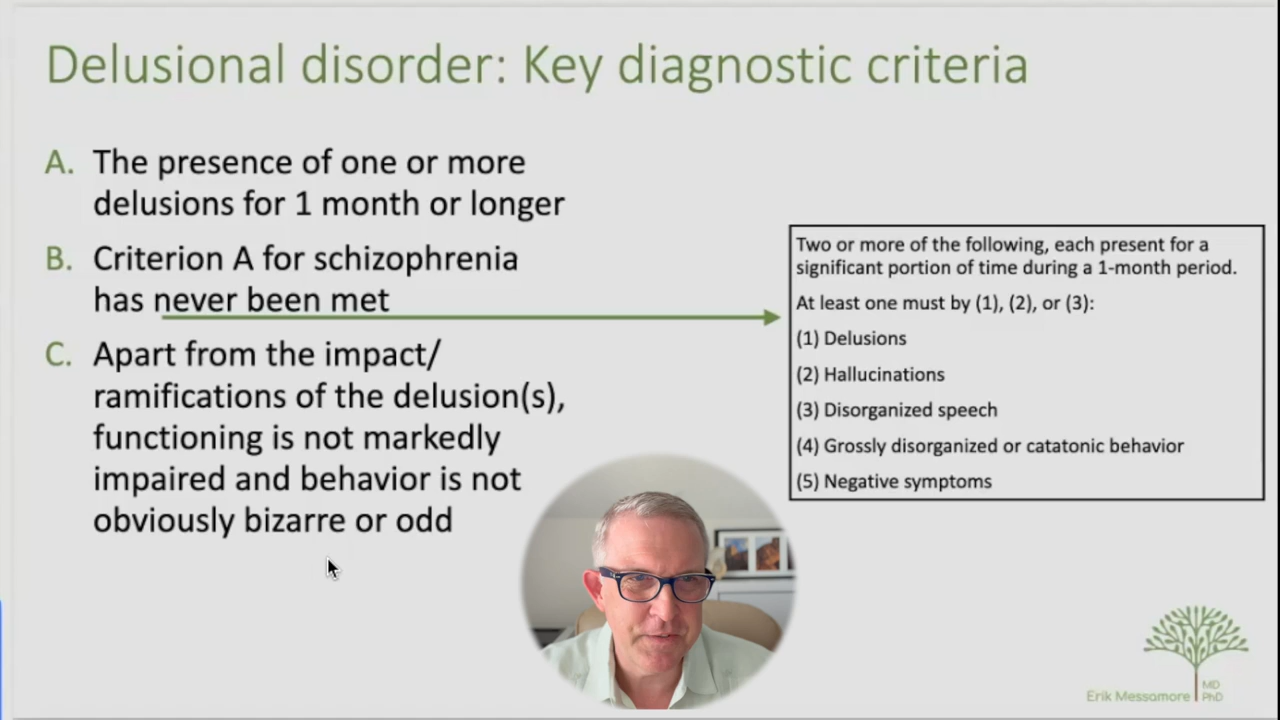 Delusional disorder: Key diagnostic criteria
A. The presence of one or more
delusions for 1 month or longer
B. Criterion A for schizophrenia
has never been met
C. Apart from the impact/
ramifications of the delusion(s),
functioning is not markedly
impaired and behavior is not
obviously bizarre or odd
Two or more of the following, each present for a
significant portion of time during a 1-month period.
At least one must by (1), (2), or (3):
(1) Delusions
(2) Hallucinations
(3) Disorganized speech
(4) Grossly disorganized or catatonic behavior
(5) Negative symptoms
Erik Messamore
MD
PhD